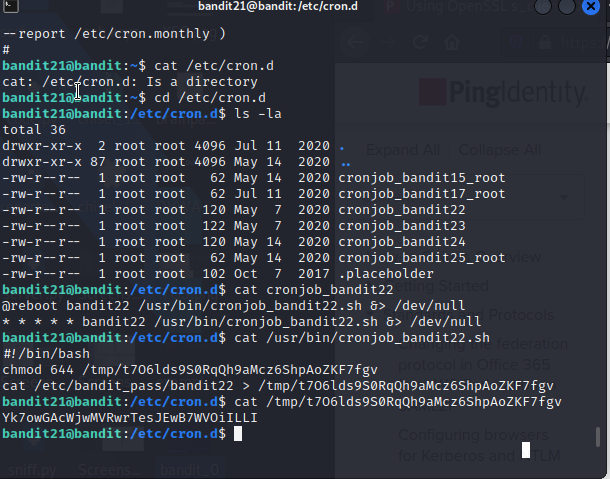 bandit21@bandit:/etc/cron.d
--report /etc/cron.monthly )
#
bandit21@bandit:~$ cat /etc/cron.d
cat: /etc/cron.d: Is a directory
bandit21@bandit:~$ cd /etc/cron.d
bandit21@bandit:/etc/cron.d$ ls -la
total 36
drwxr-xr-x  2 root root 4096 Jul 11  2020 .
drwxr-xr-x 87 root root 4096 May 14  2020 ..
-rw-r--r--  1 root root   62 May 14  2020 cronjob_bandit15_root
-rw-r--r--  1 root root   62 Jul 11  2020 cronjob_bandit17_root
-rw-r--r--  1 root root  120 May  7  2020 cronjob_bandit22
-rw-r--r--  1 root root  122 May  7  2020 cronjob_bandit23
-rw-r--r--  1 root root  120 May 14  2020 cronjob_bandit24
-rw-r--r--  1 root root   62 May 14  2020 cronjob_bandit25_root
-rw-r--r--  1 root root  102 Oct  7  2017 .placeholder
bandit21@bandit:/etc/cron.d$ cat cronjob_bandit22
@reboot bandit22 /usr/bin/cronjob_bandit22.sh &> /dev/null
* * * * * bandit22 /usr/bin/cronjob_bandit22.sh &> /dev/null
bandit21@bandit:/etc/cron.d$ cat /usr/bin/cronjob_bandit22.sh
#!/bin/bash
chmod 644 /tmp/t7O6lds9S0RqQh9aMcz6ShpAoZKF7fgv
cat /etc/bandit_pass/bandit22 > /tmp/t7O6lds9S0RqQh9aMcz6ShpAoZKF7fgv
bandit21@bandit:/etc/cron.d$ cat /tmp/t7O6lds9S0RqQh9aMcz6ShpAoZKF7fgv
Yk7owGAcWjwMVRwrTesJEwB7WVOiILLI
bandit21@bandit:/etc/cron.d$
Using OpenSSL s_c
PingIdentity.
Expand All Collapse All
Getting Started
and Protocols
federation
protocol in Office 365
Configuring browsers
for Kerberos and NTLM
sniff.py
Screens...
bandit_0